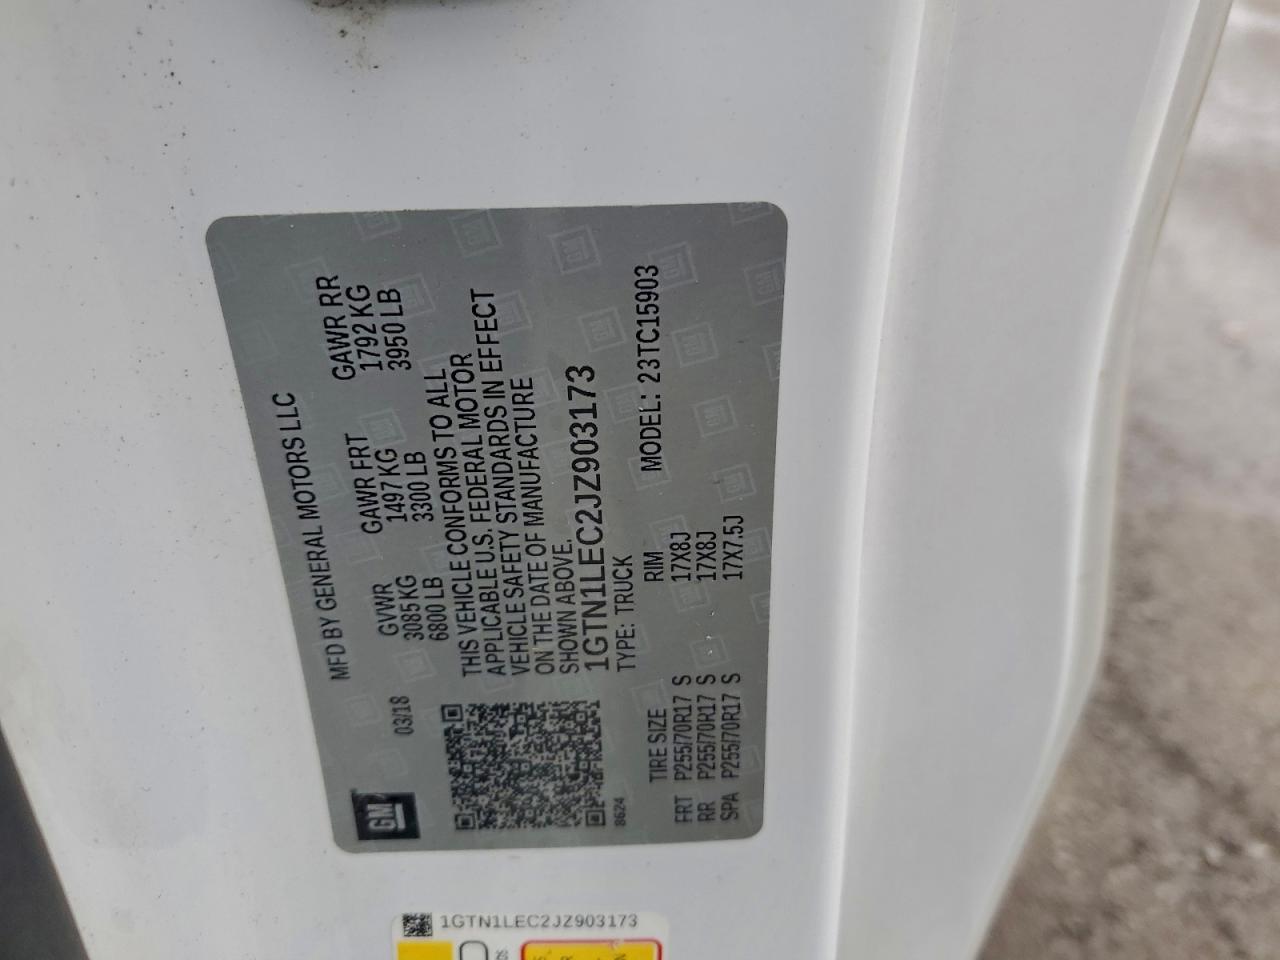 GM
MFD BY GENERAL MOTORS LLC
03/18
GVWR GAWR FRT GAWR RR
3085 KG 1497 KG 1792 KG
6800 LB 3300 LB 3950 LB
THIS VEHICLE CONFORMS TO ALL
APPLICABLE U.S. FEDERAL MOTOR
VEHICLE SAFETY STANDARDS IN EFFECT
ON THE DATE OF MANUFACTURE
SHOWN ABOVE.
1GTN1LEC2JZ903173
8624
TYPE: TRUCK MODEL: 23TC15903
TIRE SIZE RIM
FRT P255/70R17 S 17X8J
RR P255/70R17 S 17X8J
SPA P255/70R17 S 17X7.5J
1GTN1LEC2JZ903173